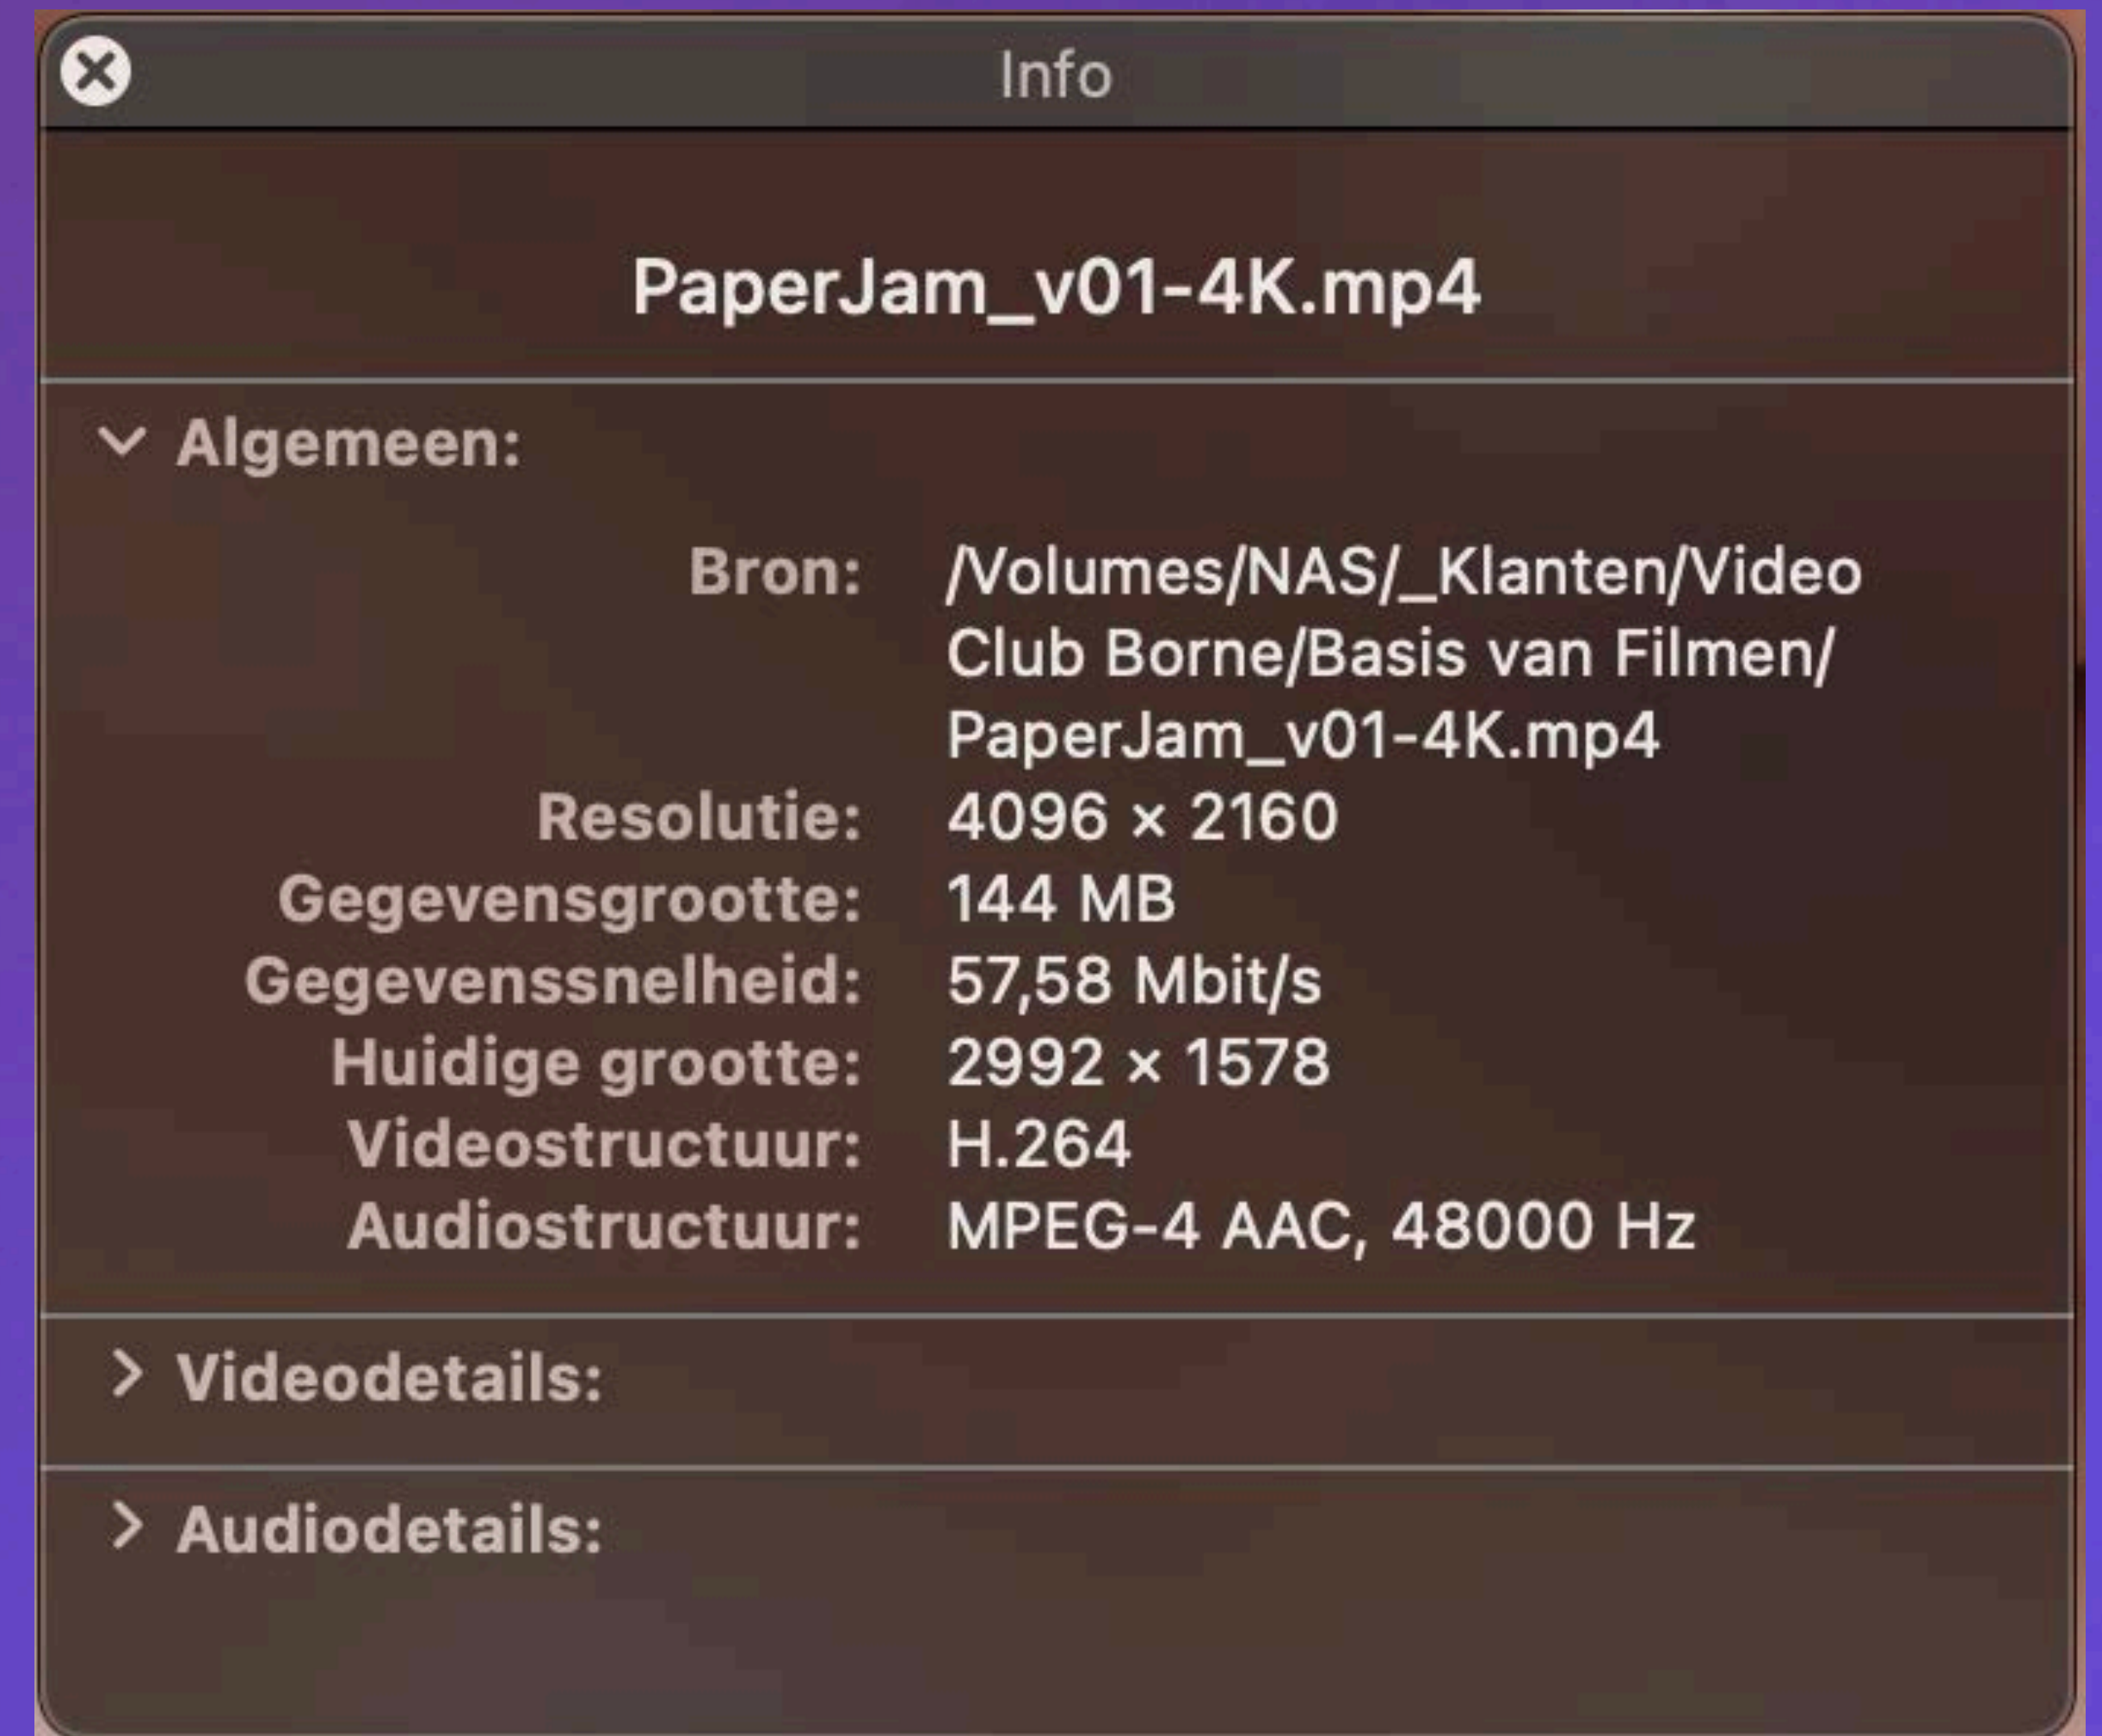 Info
PaperJam_v01-4K.mp4
Algemeen:
Bron: /Volumes/NAS/_Klanten/Video
Club Borne/Basis van Filmen/
PaperJam_v01-4K.mp4
Resolutie: 4096 × 2160
Gegevensgrootte: 144 MB
Gegevenssnelheid: 57,58 Mbit/s
Huidige grootte: 2992 × 1578
Videostructuur: H.264
Audiostructuur: MPEG-4 AAC, 48000 Hz
Videodetails:
Audiodetails: